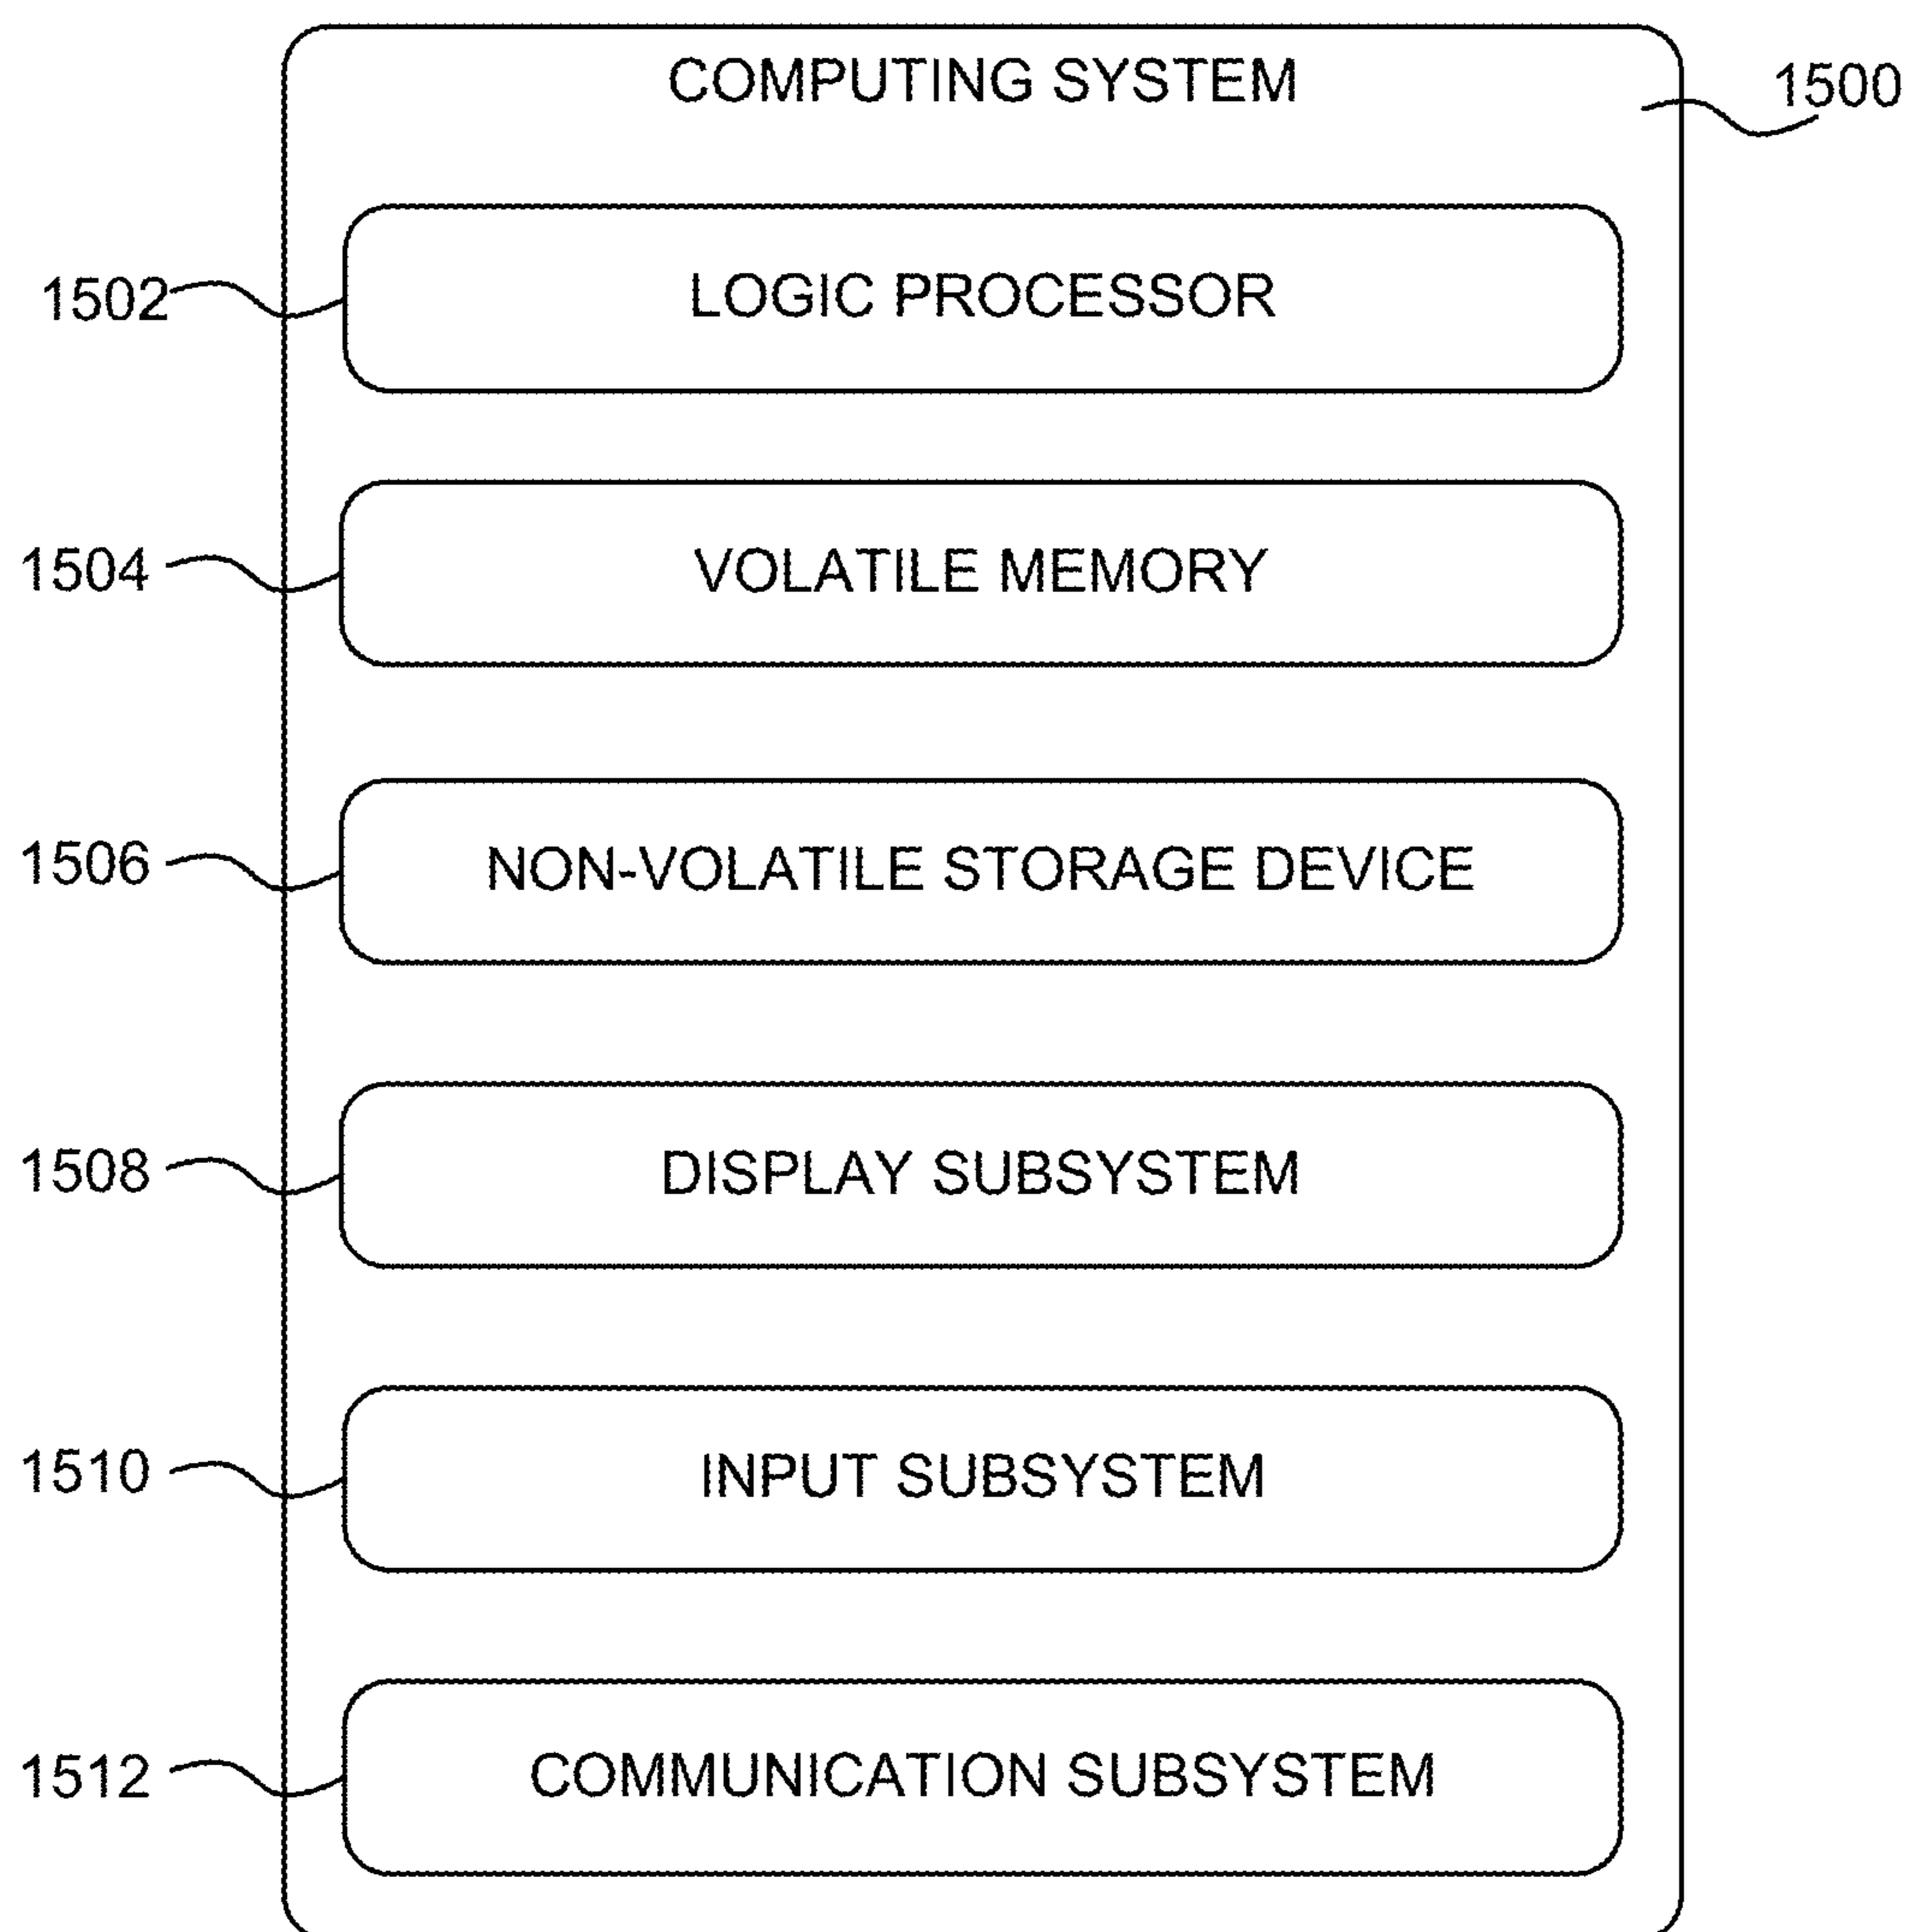 COMPUTING SYSTEM
1500
1502
LOGIC PROCESSOR
1504
VOLATILE MEMORY
1506
NON-VOLATILE STORAGE DEVICE
1508
DISPLAY SUBSYSTEM
1510
INPUT SUBSYSTEM
1512
COMMUNICATION SUBSYSTEM